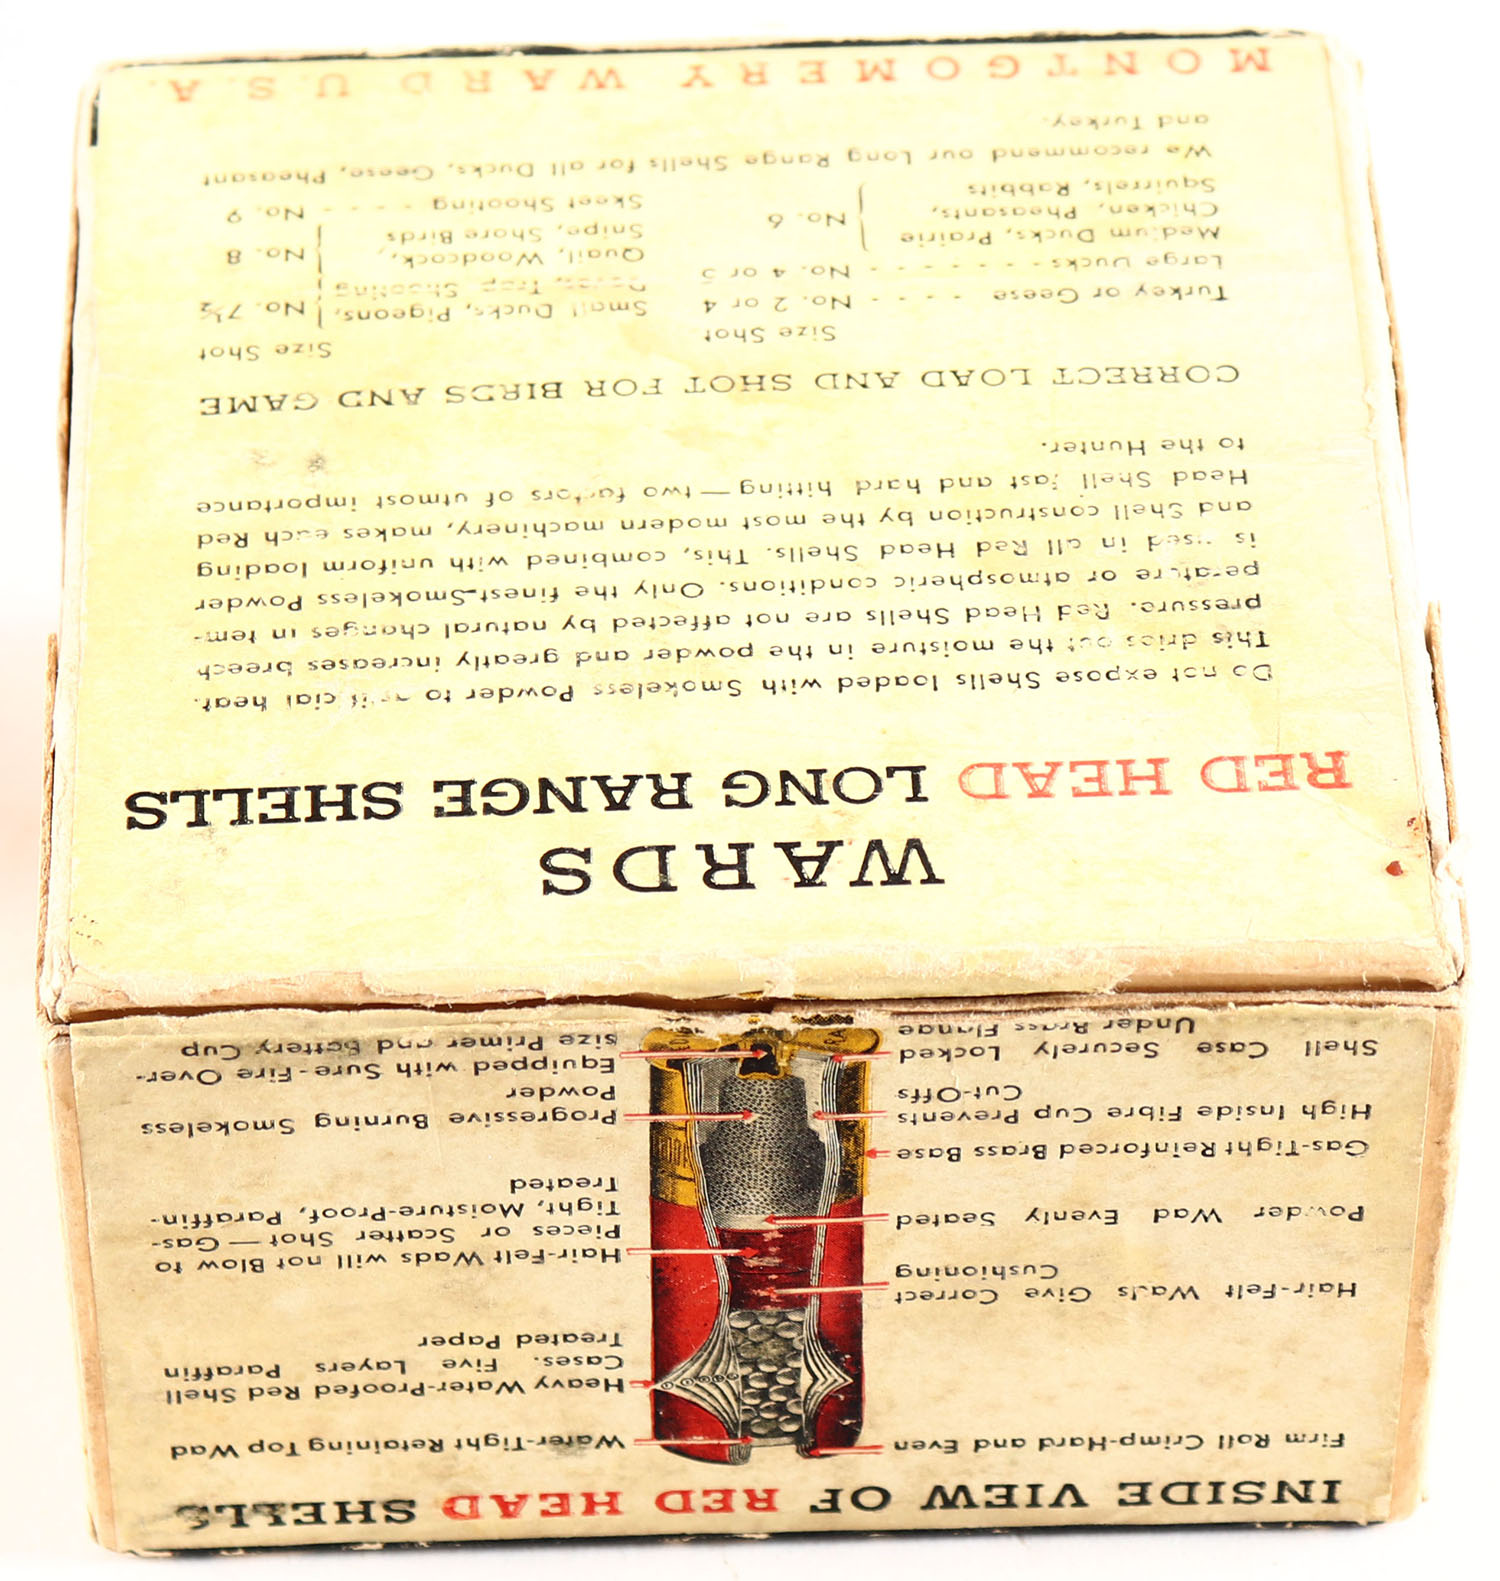 INSIDE VIEW OF RED HEAD SHELLS
Firm Roll Crimp-Hard and Even
Hair-Felt Wads Give Correct
Cushioning
Powder Wad Evenly Seated
Gas-Tight Reinforced Brass Base
High Inside Fibre Cup Prevents
Cut-Offs
Shell Case Securely Locked
Under Brass Flange
Water-Tight Retaining Top Wad
Heavy Water-Proofed Red Shell
Cases. Five Layers Paraffin
Treated Paper
Hair-Felt Wads will not Blow to
Pieces or Scatter Shot — Gas-
Tight, Moisture-Proof, Paraffin-
Treated
Progressive Burning Smokeless
Powder
Equipped with Sure-Fire Over-
size Primer and Battery Cup
WARDS
RED HEAD LONG RANGE SHELLS
Do not expose Shells loaded with Smokeless Powder to artificial heat.
This dries out the moisture in the powder and greatly increases breech
pressure. Red Head Shells are not affected by natural changes in tem-
perature or atmospheric conditions. Only the finest Smokeless Powder
is used in all Red Head Shells. This, combined with uniform loading
and Shell construction by the most modern machinery, makes each Red
Head Shell fast and hard hitting — two factors of utmost importance
to the Hunter.
CORRECT LOAD AND SHOT FOR BIRDS AND GAME
Size Shot
Turkey or Geese - - - - No. 2 or 4
Large Ducks - - - - - - - No. 4 or 5
Medium Ducks, Prairie
Chicken, Pheasants,
Squirrels, Rabbits
No. 6
Size Shot
Small Ducks, Pigeons,
Trap Shooting
No. 7½
Quail, Woodcock,
Snipe, Shore Birds
No. 8
Skeet Shooting - - - - No. 9
We recommend our Long Range Shells for all Ducks, Geese, Pheasant
and Turkey.
MONTGOMERY WARD U.S.A.